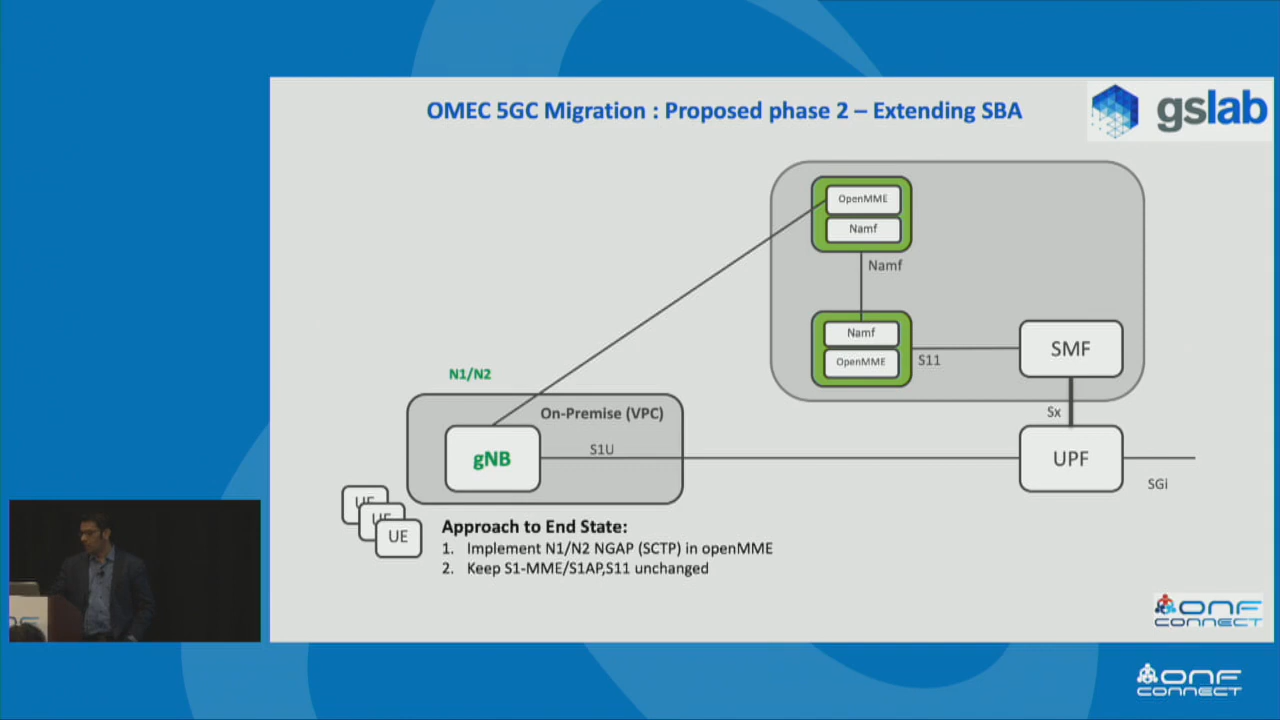 OMEC 5GC Migration : Proposed phase 2 – Extending SBA
gslab
OpenMME
Namf
Namf
Namf
OpenMME
S11
SMF
N1/N2
On-Premise (VPC)
Sx
gNB
S1U
UPF
SGi
UE
UE
UE
Approach to End State:
1. Implement N1/N2 NGAP (SCTP) in openMME
2. Keep S1-MME/S1AP,S11 unchanged
ONF
CONNECT
ONF
CONNECT